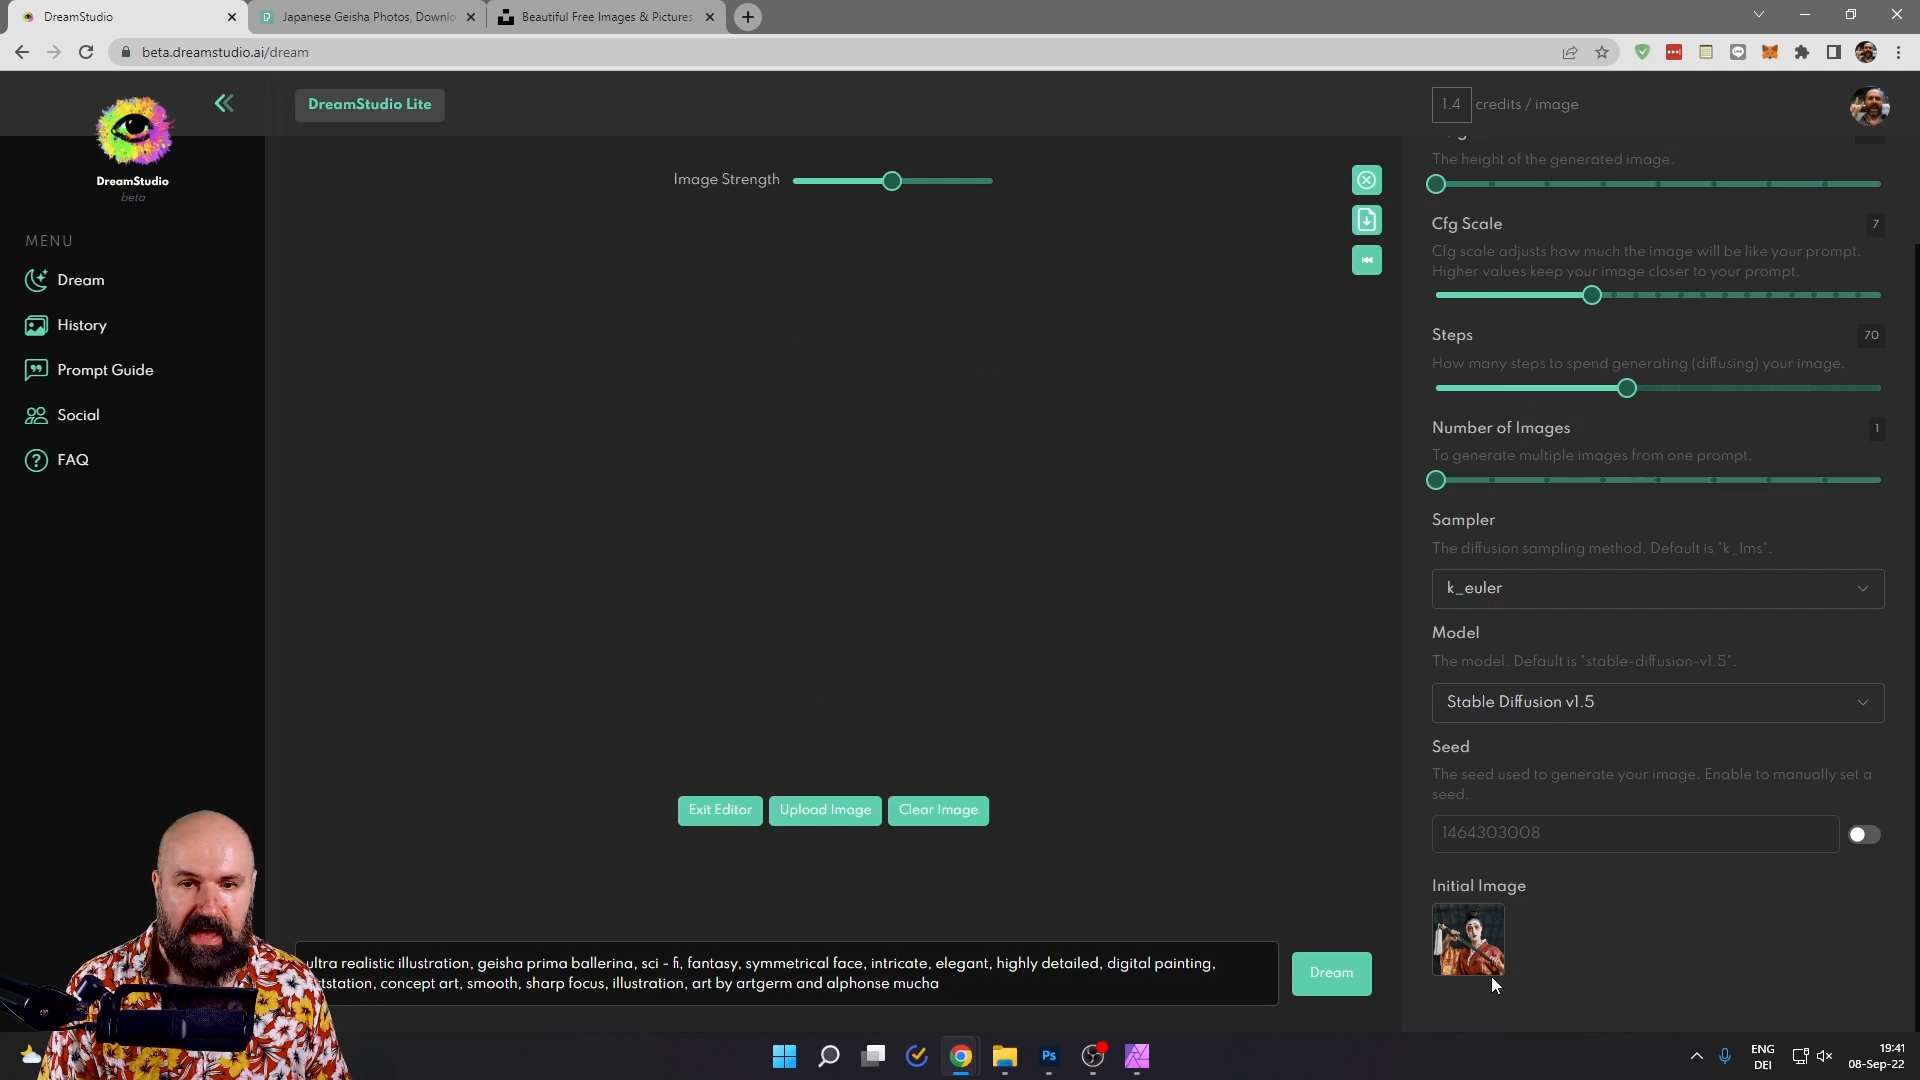 DreamStudio
Japanese Geisha Photos, Downlo
Beautiful Free Images & Pictures
beta.dreamstudio.ai/dream
DreamStudio
beta
DreamStudio Lite
1.4 credits / image
MENU
Dream
History
Prompt Guide
Social
FAQ
Image Strength
Exit Editor
Upload Image
Clear Image
ultra realistic illustration, geisha prima ballerina, sci - fi, fantasy, symmetrical face, intricate, elegant, highly detailed, digital painting,
tstation, concept art, smooth, sharp focus, illustration, art by artgerm and alphonse mucha
Dream
The height of the generated image.
Cfg Scale
7
Cfg scale adjusts how much the image will be like your prompt.
Higher values keep your image closer to your prompt.
Steps
70
How many steps to spend generating (diffusing) your image.
Number of Images
1
To generate multiple images from one prompt.
Sampler
The diffusion sampling method. Default is "k_lms".
k_euler
Model
The model. Default is "stable-diffusion-v1.5".
Stable Diffusion v1.5
Seed
The seed used to generate your image. Enable to manually set a
seed.
1464303008
Initial Image
Ps
ENG
DEI
19:41
08-Sep-22